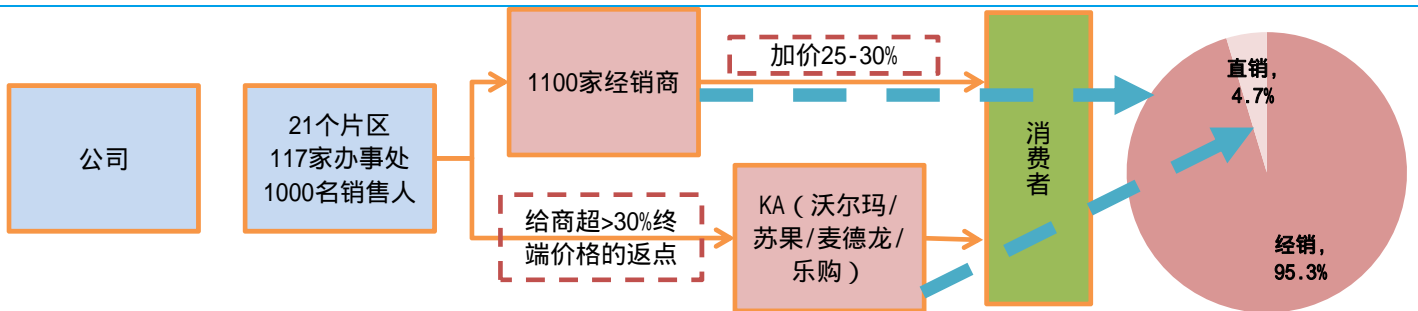 公司
21个片区
117家办事处
1000名销售人
1100家经销商
加价25-30%
给商超>30%终
端价格的返点
KA（沃尔玛/
苏果/麦德龙/
乐购）
消
费
者
直销，
4.7%
经销，
95.3%